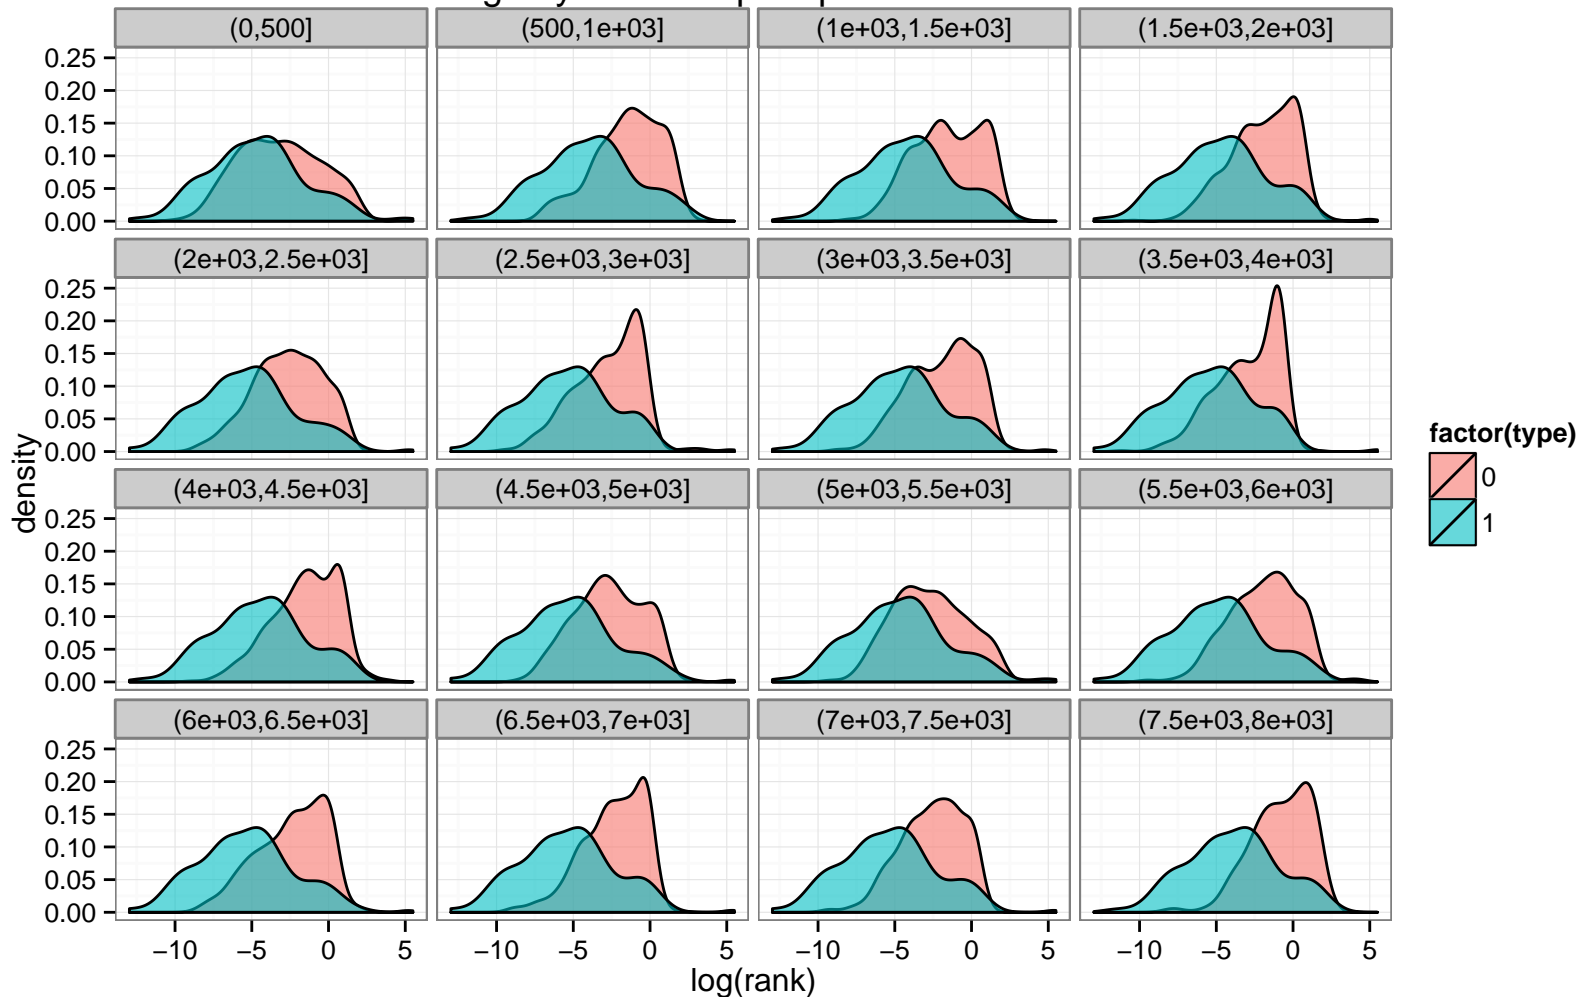 (0,500]
(500,1e+03]
(1e+03,1.5e+03]
(1.5e+03,2e+03]
0.25
0.20
0.15
0.10
0.05
0.00
(2e+03,2.5e+03]
(2.5e+03,3e+03]
(3e+03,3.5e+03]
(3.5e+03,4e+03]
0.25
0.20
0.15
0.10
0.05
0.00
(4e+03,4.5e+03]
(4.5e+03,5e+03]
(5e+03,5.5e+03]
(5.5e+03,6e+03]
0.25
0.20
0.15
0.10
0.05
0.00
(6e+03,6.5e+03]
(6.5e+03,7e+03]
(7e+03,7.5e+03]
(7.5e+03,8e+03]
0.25
0.20
0.15
0.10
0.05
0.00
−10 −5 0 5
−10 −5 0 5
−10 −5 0 5
−10 −5 0 5
log(rank)
density
factor(type)
0
1